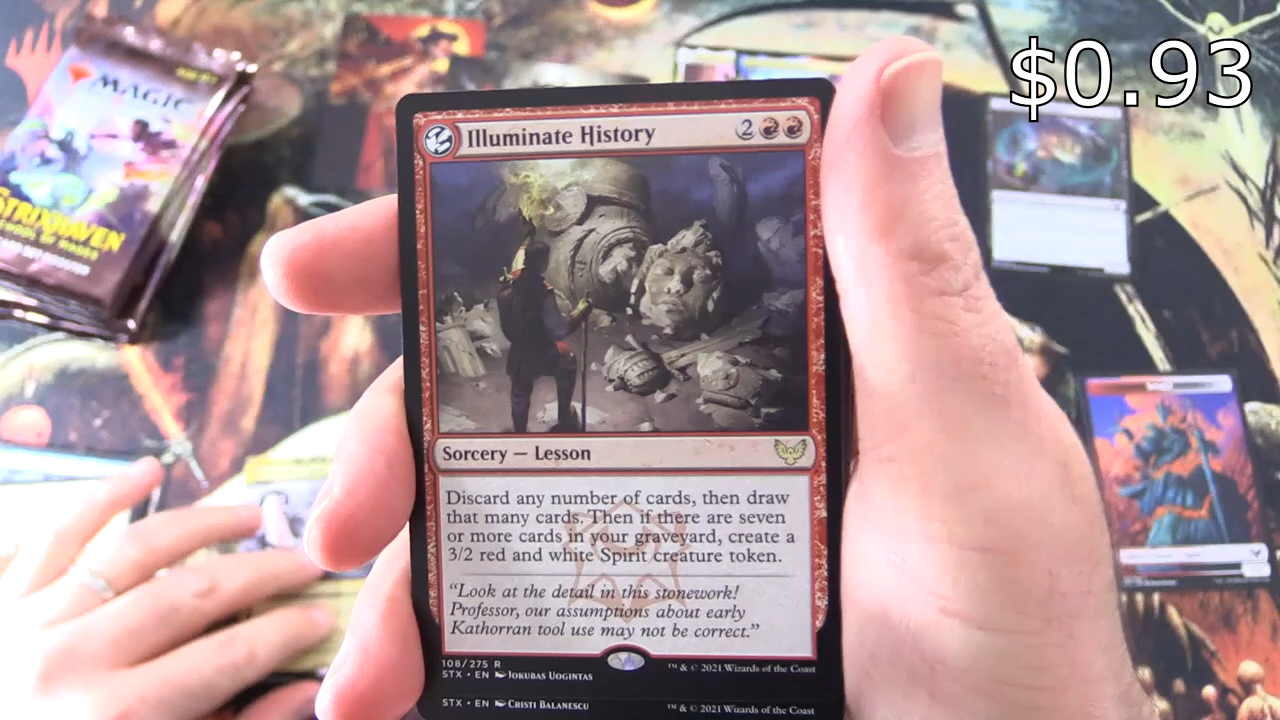 $0.93
MAGIC
STRIXHAVEN
Illuminate History
2
Sorcery — Lesson
Discard any number of cards, then draw
that many cards. Then if there are seven
or more cards in your graveyard, create a
3/2 red and white Spirit creature token.
“Look at the detail in this stonework!
Professor, our assumptions about early
Kathorran tool use may not be correct.”
108/275 R
STX • EN Jokubas Uogintas
™ & © 2021 Wizards of the Coast
STX • EN Cristi Balanescu
™ & © 2021 Wizards of the Coast